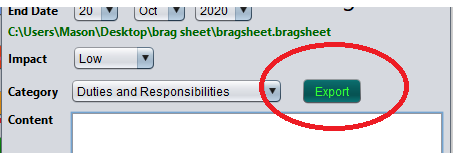 End Date 20 Oct 2020
C:\Users\Mason\Desktop\brag sheet\bragsheet.bragsheet
Impact Low
Category Duties and Responsibilities Export
Content